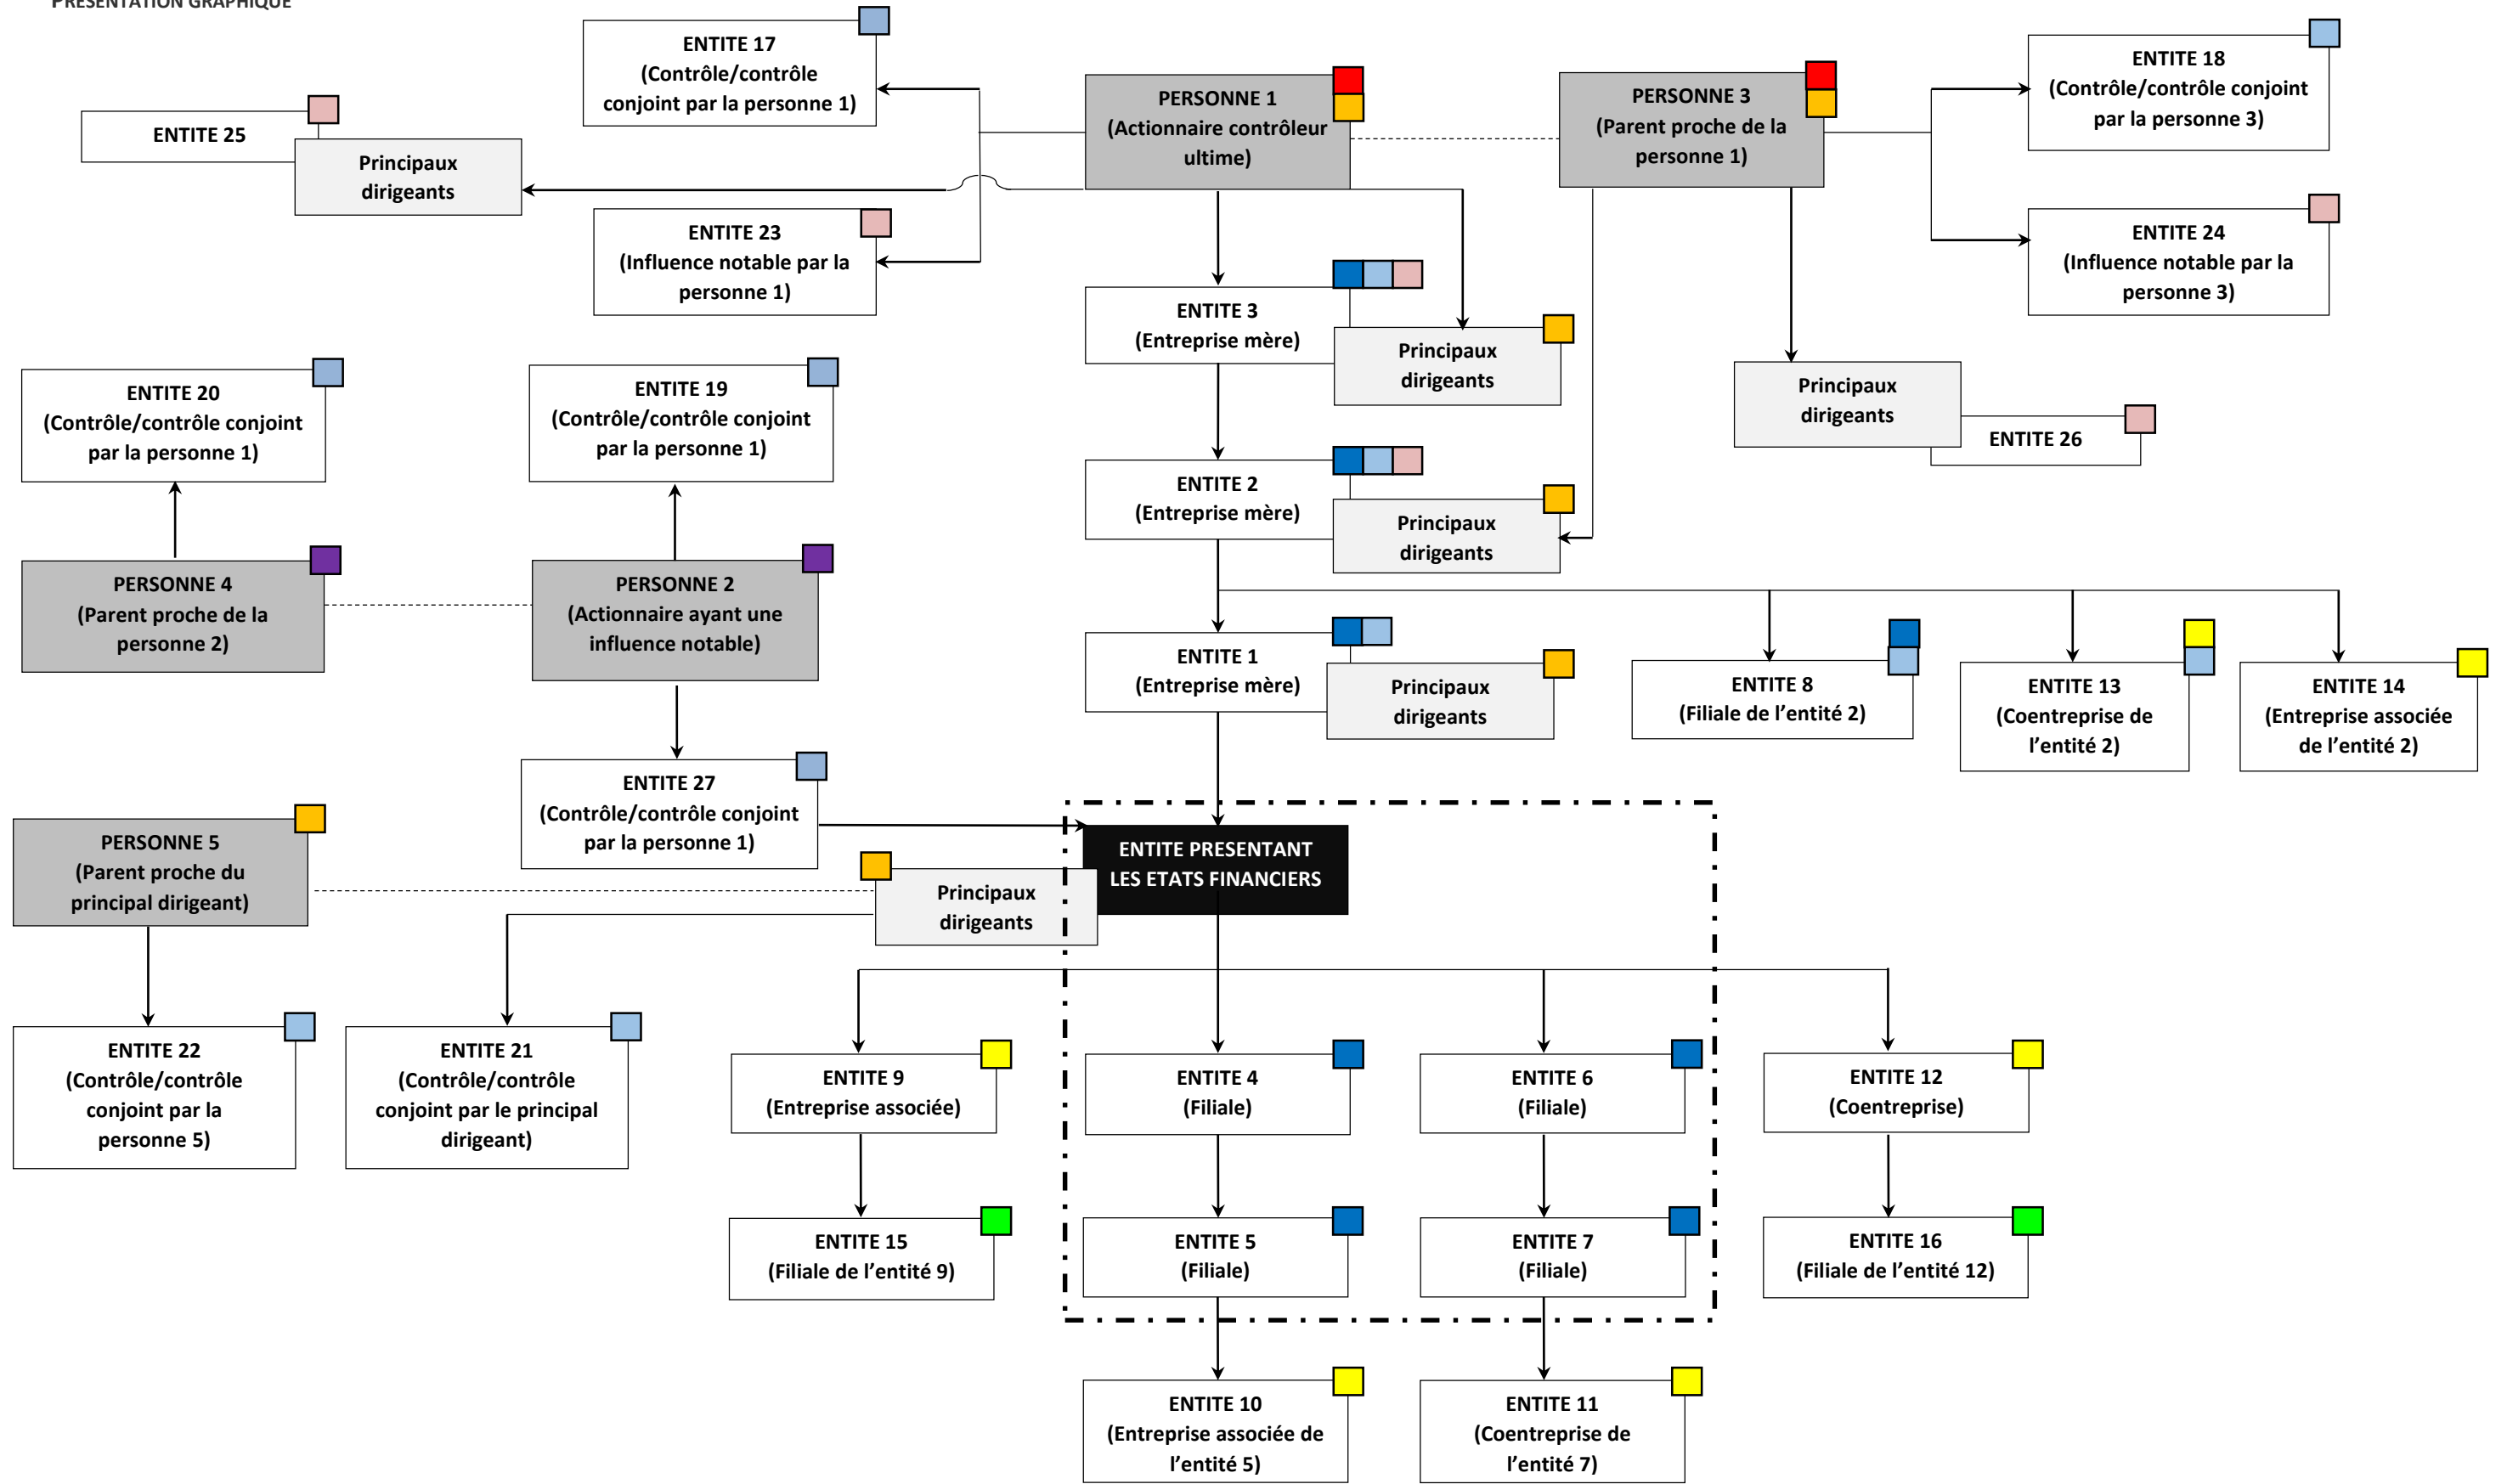 PRESENTATION GRAPHIQUE
ENTITE 17
(Contrôle/contrôle
conjoint par la personne 1)
PERSONNE 1
(Actionnaire contrôleur
ultime)
PERSONNE 3
(Parent proche de la
personne 1)
ENTITE 18
(Contrôle/contrôle conjoint
par la personne 3)
ENTITE 25
Principaux
dirigeants
ENTITE 23
(Influence notable par la
personne 1)
ENTITE 24
(Influence notable par la
personne 3)
ENTITE 3
(Entreprise mère)
Principaux
dirigeants
Principaux
dirigeants
ENTITE 26
ENTITE 20
(Contrôle/contrôle conjoint
par la personne 1)
ENTITE 19
(Contrôle/contrôle conjoint
par la personne 1)
ENTITE 2
(Entreprise mère)
Principaux
dirigeants
PERSONNE 4
(Parent proche de la
personne 2)
PERSONNE 2
(Actionnaire ayant une
influence notable)
ENTITE 1
(Entreprise mère)
Principaux
dirigeants
ENTITE 8
(Filiale de l’entité 2)
ENTITE 13
(Coentreprise de
l’entité 2)
ENTITE 14
(Entreprise associée
de l’entité 2)
ENTITE 27
(Contrôle/contrôle conjoint
par la personne 1)
PERSONNE 5
(Parent proche du
principal dirigeant)
ENTITE PRESENTANT
LES ETATS FINANCIERS
Principaux
dirigeants
ENTITE 22
(Contrôle/contrôle
conjoint par la
personne 5)
ENTITE 21
(Contrôle/contrôle
conjoint par le principal
dirigeant)
ENTITE 9
(Entreprise associée)
ENTITE 4
(Filiale)
ENTITE 6
(Filiale)
ENTITE 12
(Coentreprise)
ENTITE 15
(Filiale de l’entité 9)
ENTITE 5
(Filiale)
ENTITE 7
(Filiale)
ENTITE 16
(Filiale de l’entité 12)
ENTITE 10
(Entreprise associée de
l’entité 5)
ENTITE 11
(Coentreprise de
l’entité 7)